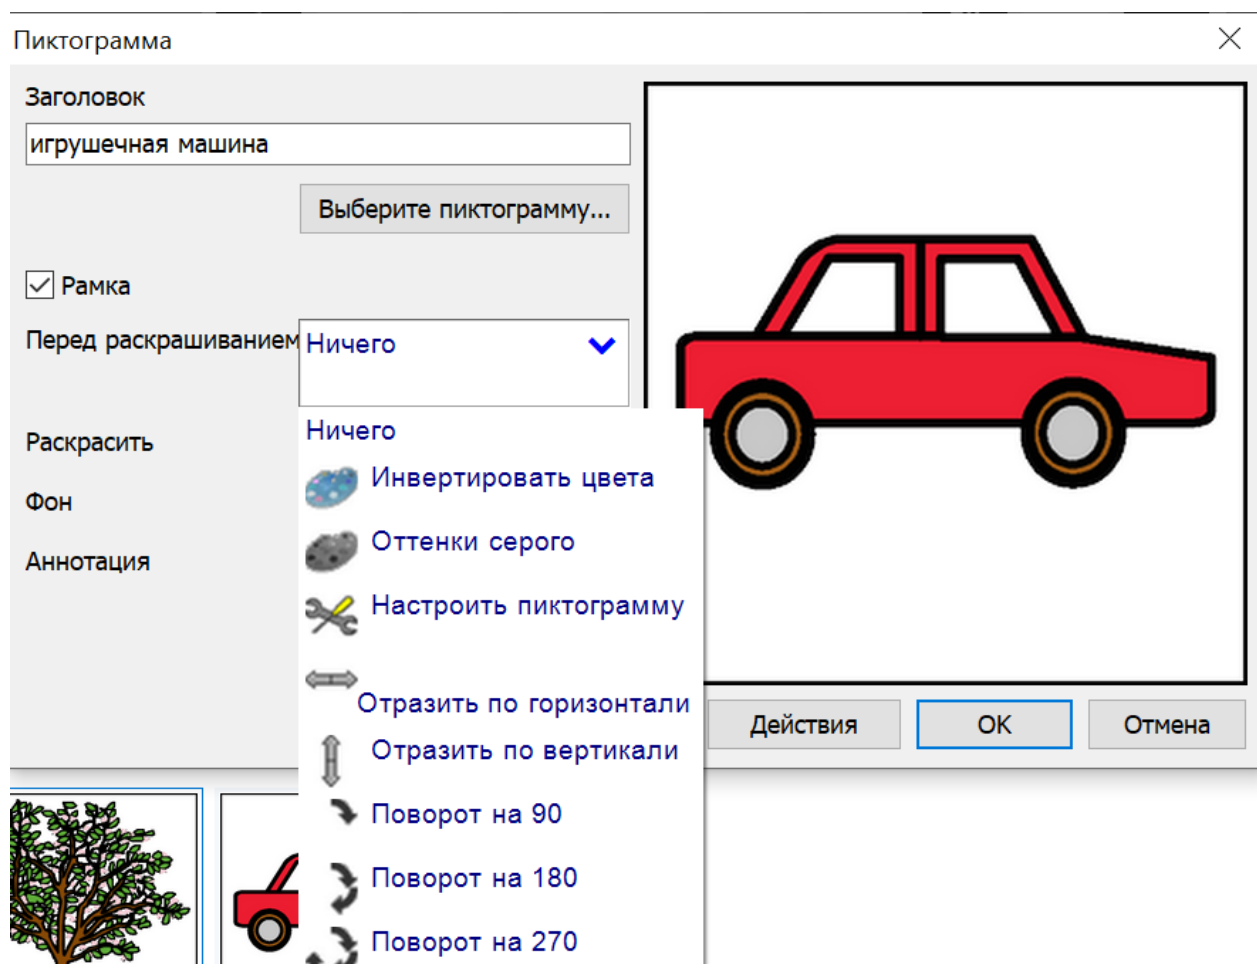 Пиктограмма
Заголовок
игрушечная машина
Выберите пиктограмму...
Рамка
Перед раскрашиванием
Ничего
Раскрасить
Фон
Аннотация
Ничего
Инвертировать цвета
Оттенки серого
Настроить пиктограмму
Отразить по горизонтали
Отразить по вертикали
Поворот на 90
Поворот на 180
Поворот на 270
Действия
OK
Отмена